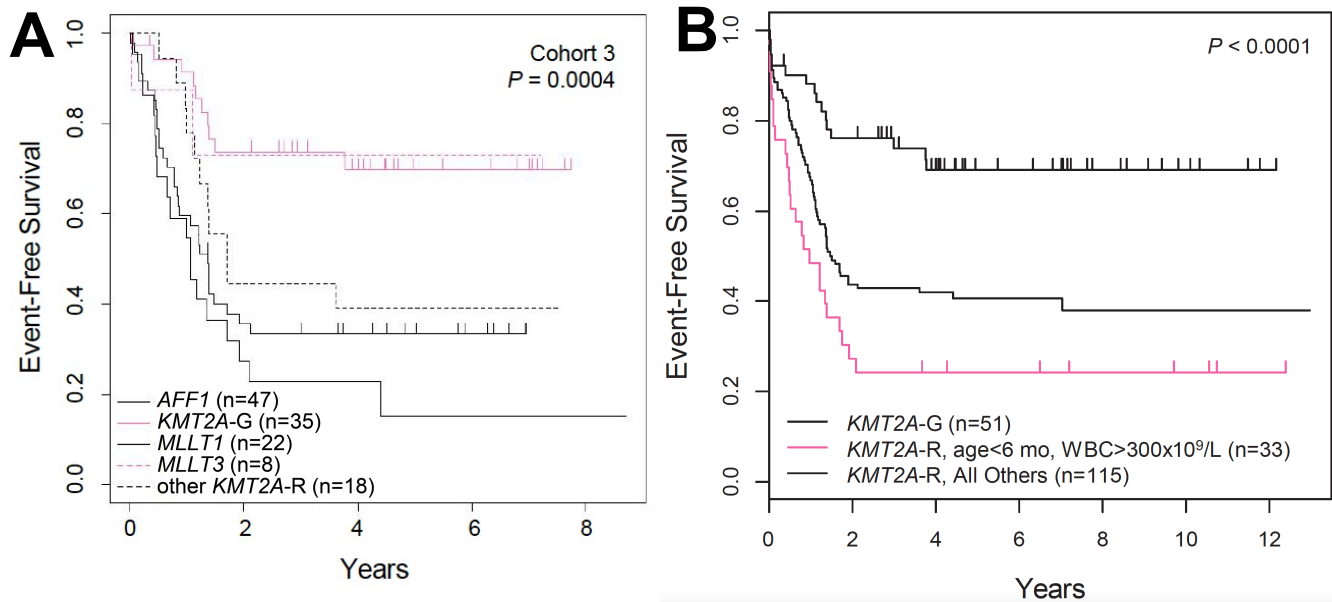 A
B
Cohort 3
P = 0.0004
P < 0.0001
Event-Free Survival
1.0
0.8
0.6
0.4
0.2
0.0
AFF1 (n=47)
KMT2A-G (n=35)
MLLT1 (n=22)
MLLT3 (n=8)
other KMT2A-R (n=18)
0 2 4 6 8
Years
Event-Free Survival
1.0
0.8
0.6
0.4
0.2
0.0
KMT2A-G (n=51)
KMT2A-R, age<6 mo, WBC>300x10⁹/L (n=33)
KMT2A-R, All Others (n=115)
0 2 4 6 8 10 12
Years